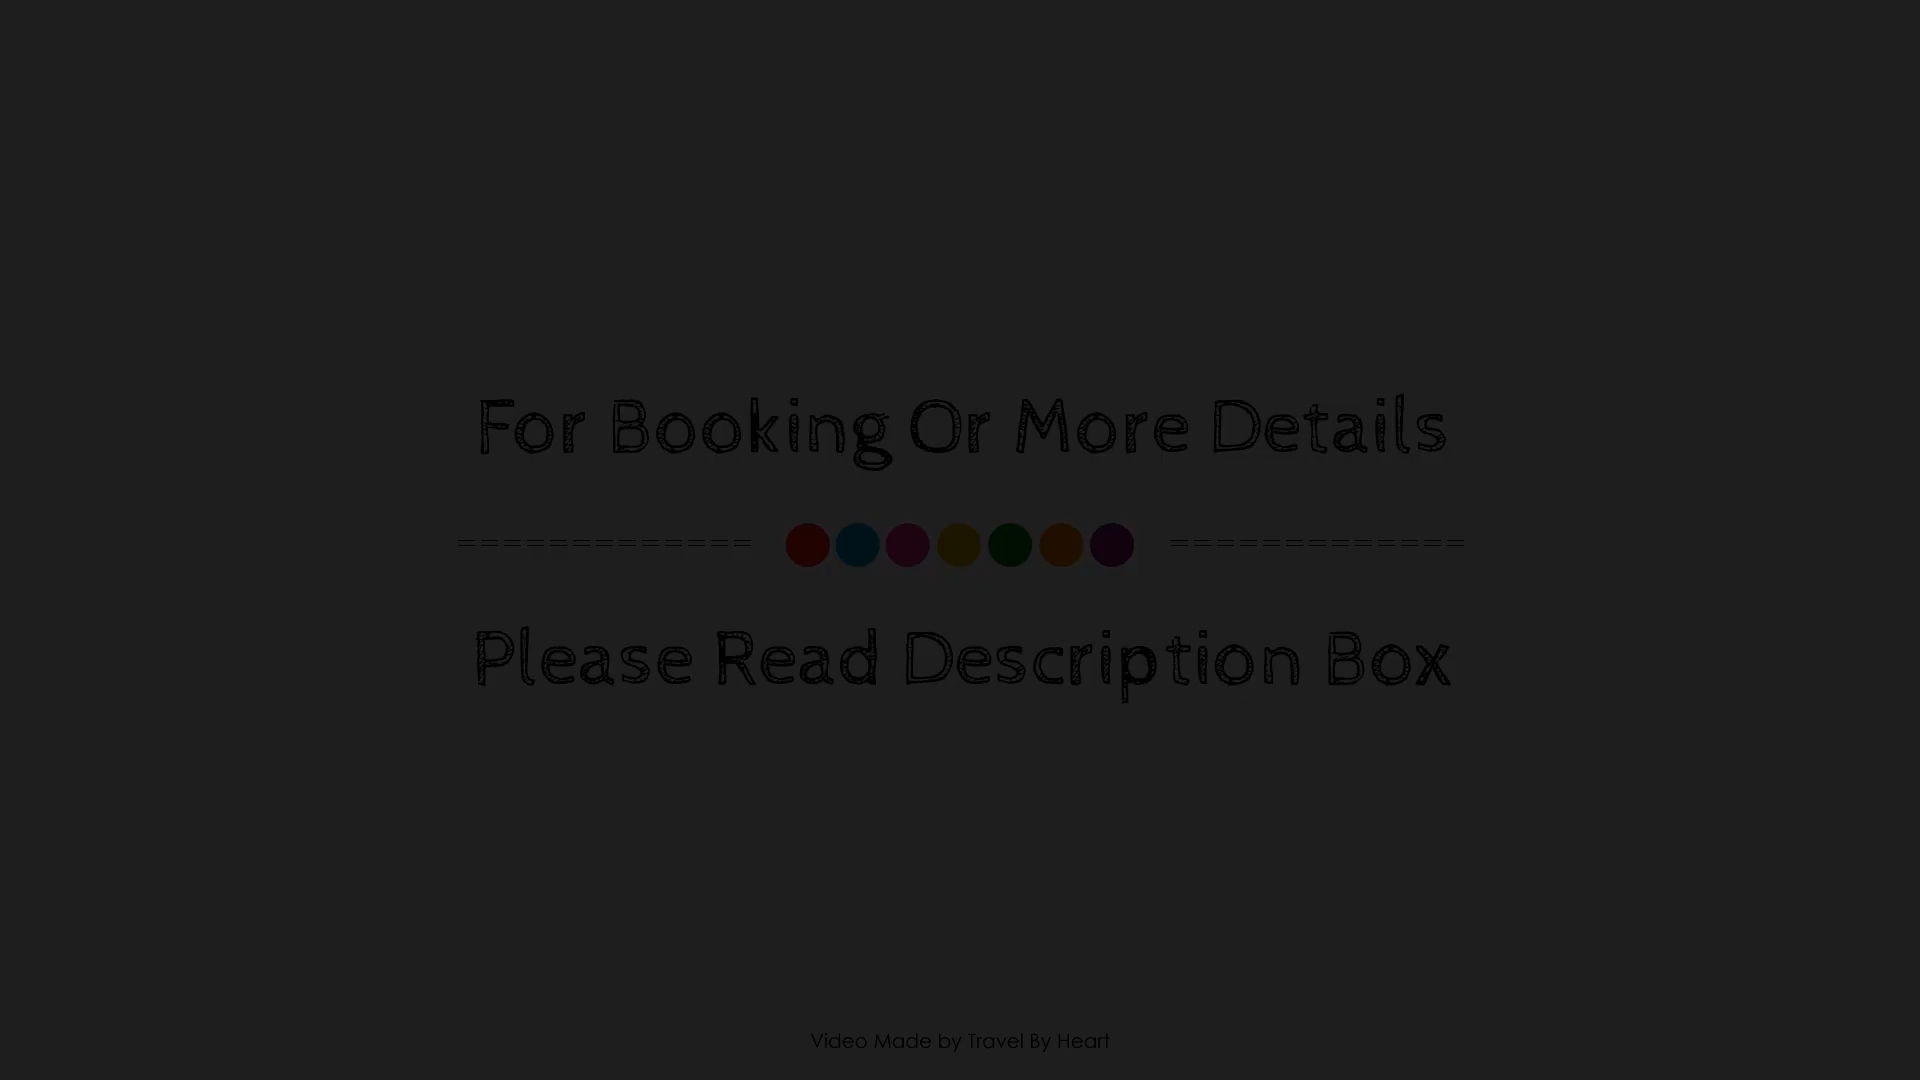 For Booking Or More Details
============= =============
Please Read Description Box
Video Made by Travel By Heart